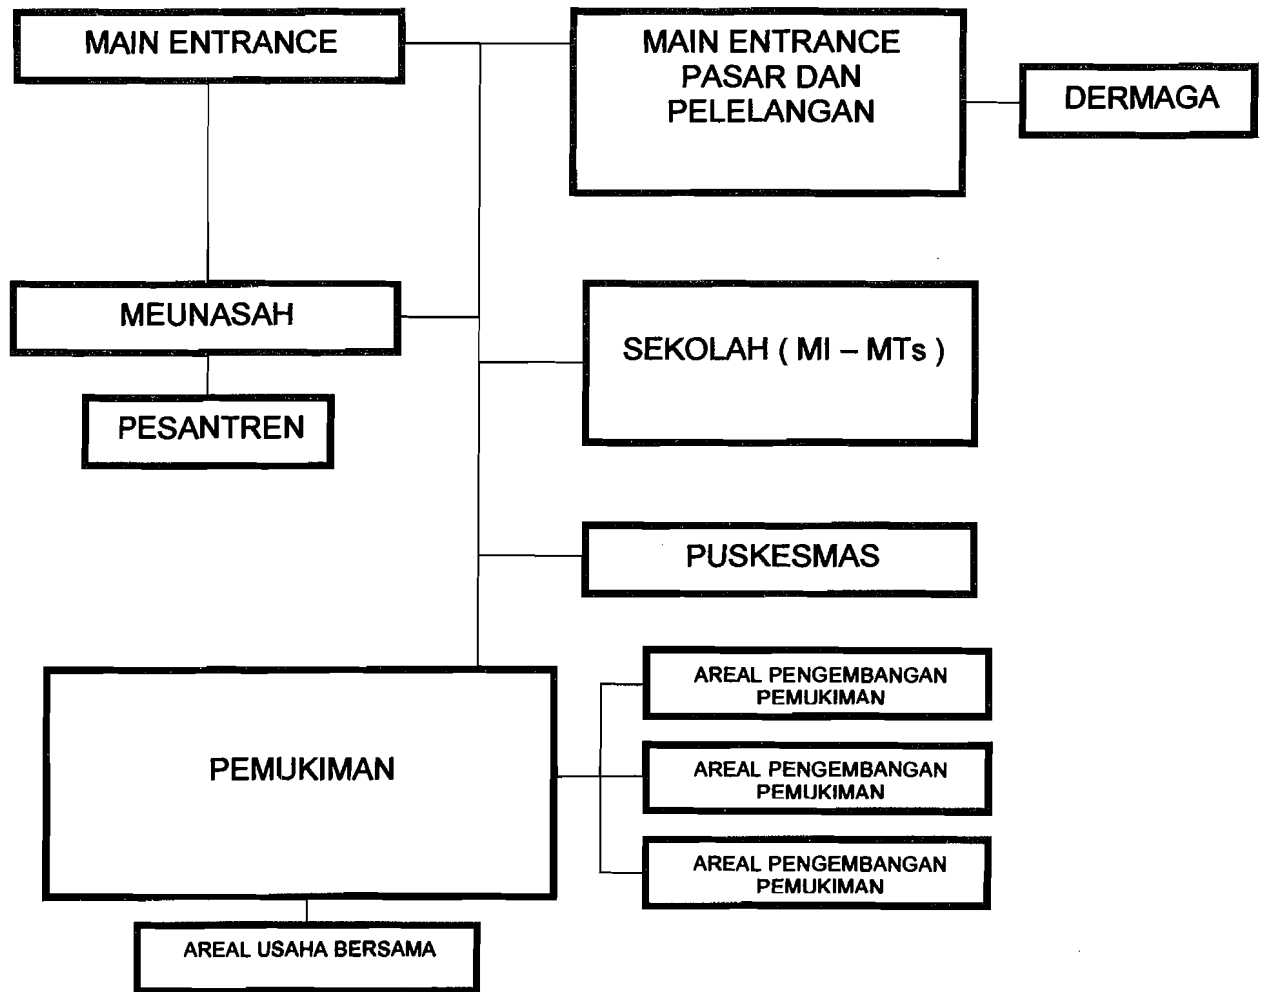 MAIN ENTRANCE
MAIN ENTRANCE
PASAR DAN
PELELANGAN
DERMAGA
MEUNASAH
SEKOLAH ( MI – MTs )
PESANTREN
PUSKESMAS
PEMUKIMAN
AREAL PENGEMBANGAN
PEMUKIMAN
AREAL PENGEMBANGAN
PEMUKIMAN
AREAL PENGEMBANGAN
PEMUKIMAN
AREAL USAHA BERSAMA